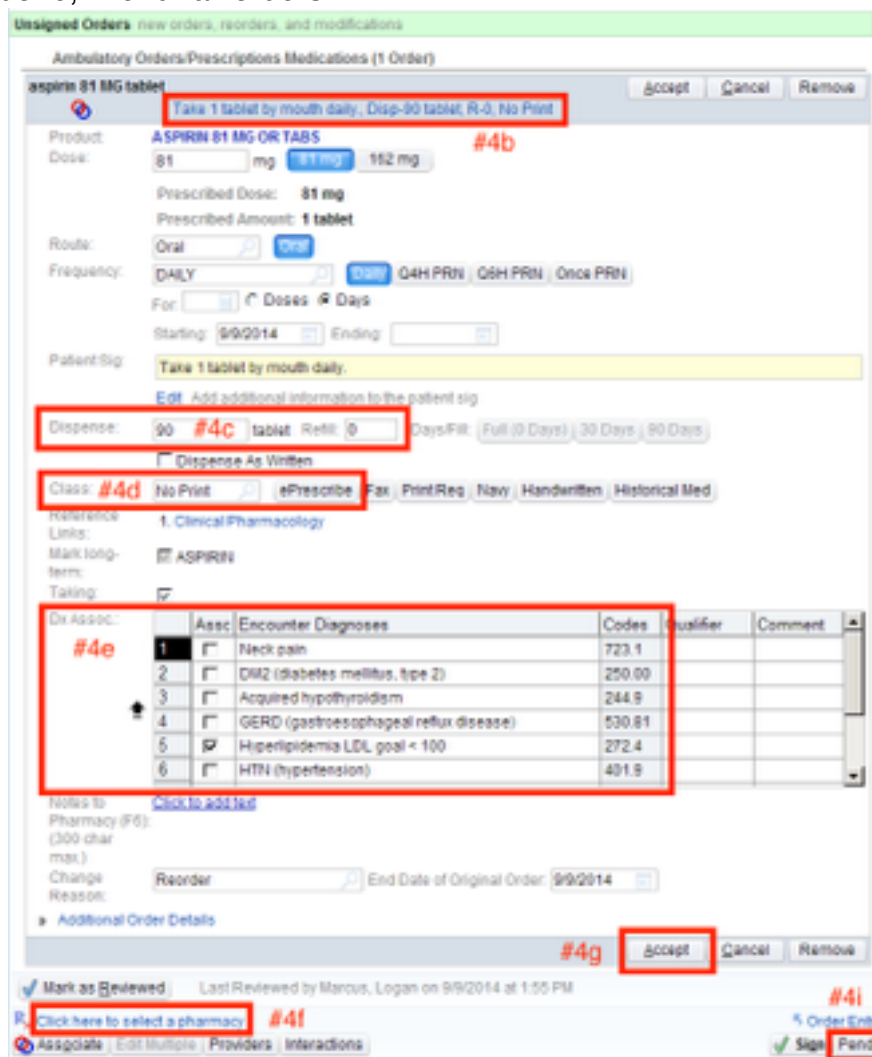 Unsigned Orders new orders, reorders, and modifications
Ambulatory Orders/Prescriptions Medications (1 Order)
aspirin 81 MG tablet Accept Cancel Remove
Take 1 tablet by mouth daily., Disp-90 tablet, R-0, No Print
#4b
Product: ASPIRIN 81 MG OR TABS
Dose: 81 mg 81 mg 162 mg
Prescribed Dose: 81 mg
Prescribed Amount: 1 tablet
Route: Oral Oral
Frequency: DAILY Daily Q4H PRN Q6H PRN Once PRN
For: Doses Days
Starting: 9/9/2014 Ending:
Patient Sig: Take 1 tablet by mouth daily.
Edit Add additional information to the patient sig
Dispense: 90 #4c tablet Refill: 0 Days/Fill: Full (0 Days) 30 Days 90 Days
Dispense As Written
Class: #4d No Print ePrescribe Fax Print/Reg Navy Handwritten Historical Med
Reference Links: 1. Clinical Pharmacology
Mark long-term: ASPIRIN
Taking:
Dx Assoc.: Assc Encounter Diagnoses Codes Qualifier Comment
#4e
1 Neck pain 723.1
2 DM2 (diabetes mellitus, type 2) 250.00
3 Acquired hypothyroidism 244.9
4 GERD (gastroesophageal reflux disease) 530.81
5 Hyperlipidemia LDL goal < 100 272.4
6 HTN (hypertension) 401.9
Notes to Pharmacy (F6): (300 char max.) Click to add text
Change Reason: Reorder End Date of Original Order: 9/9/2014
Additional Order Details
#4g Accept Cancel Remove
Mark as Reviewed Last Reviewed by Marcus, Logan on 9/9/2014 at 1:55 PM
#4i
Click here to select a pharmacy #4f Order Ent
Associate Edit Multiple Providers Interactions Sign Pend